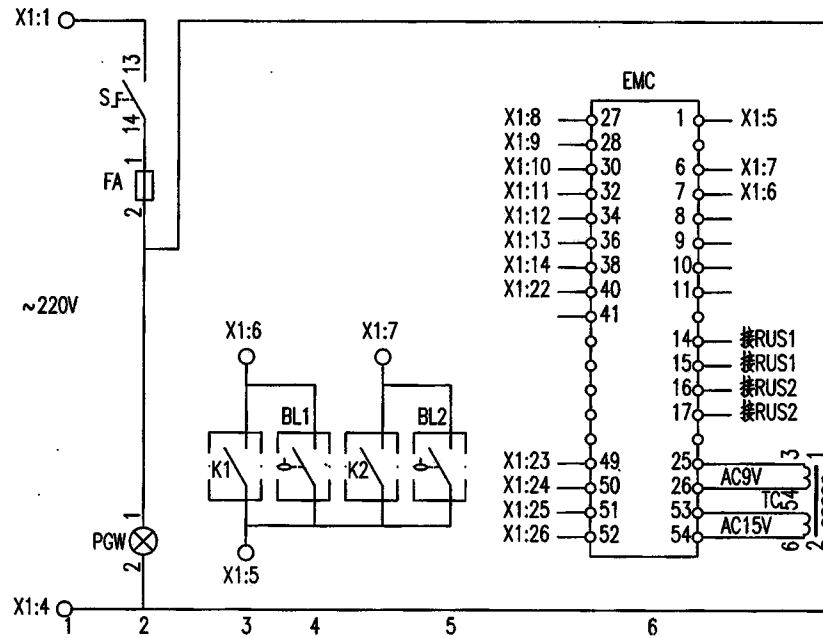 X1:1
13
S
14
1
FA
2
~220V
1
PGW
2
X1:4
X1:6
X1:7
BL1
BL2
K1
K2
X1:5
EMC
X1:8 27 1 X1:5
X1:9 28
X1:10 30 6 X1:7
X1:11 32 7 X1:6
X1:12 34 8
X1:13 36 9
X1:14 38 10
X1:22 40 11
41
14 接RUS1
15 接RUS1
16 接RUS2
17 接RUS2
X1:23 49 25 3 1
X1:24 50 26 AC9V
TC 54
X1:25 51 53
X1:26 52 54 AC15V 6 2
1 2 3 4 5 6